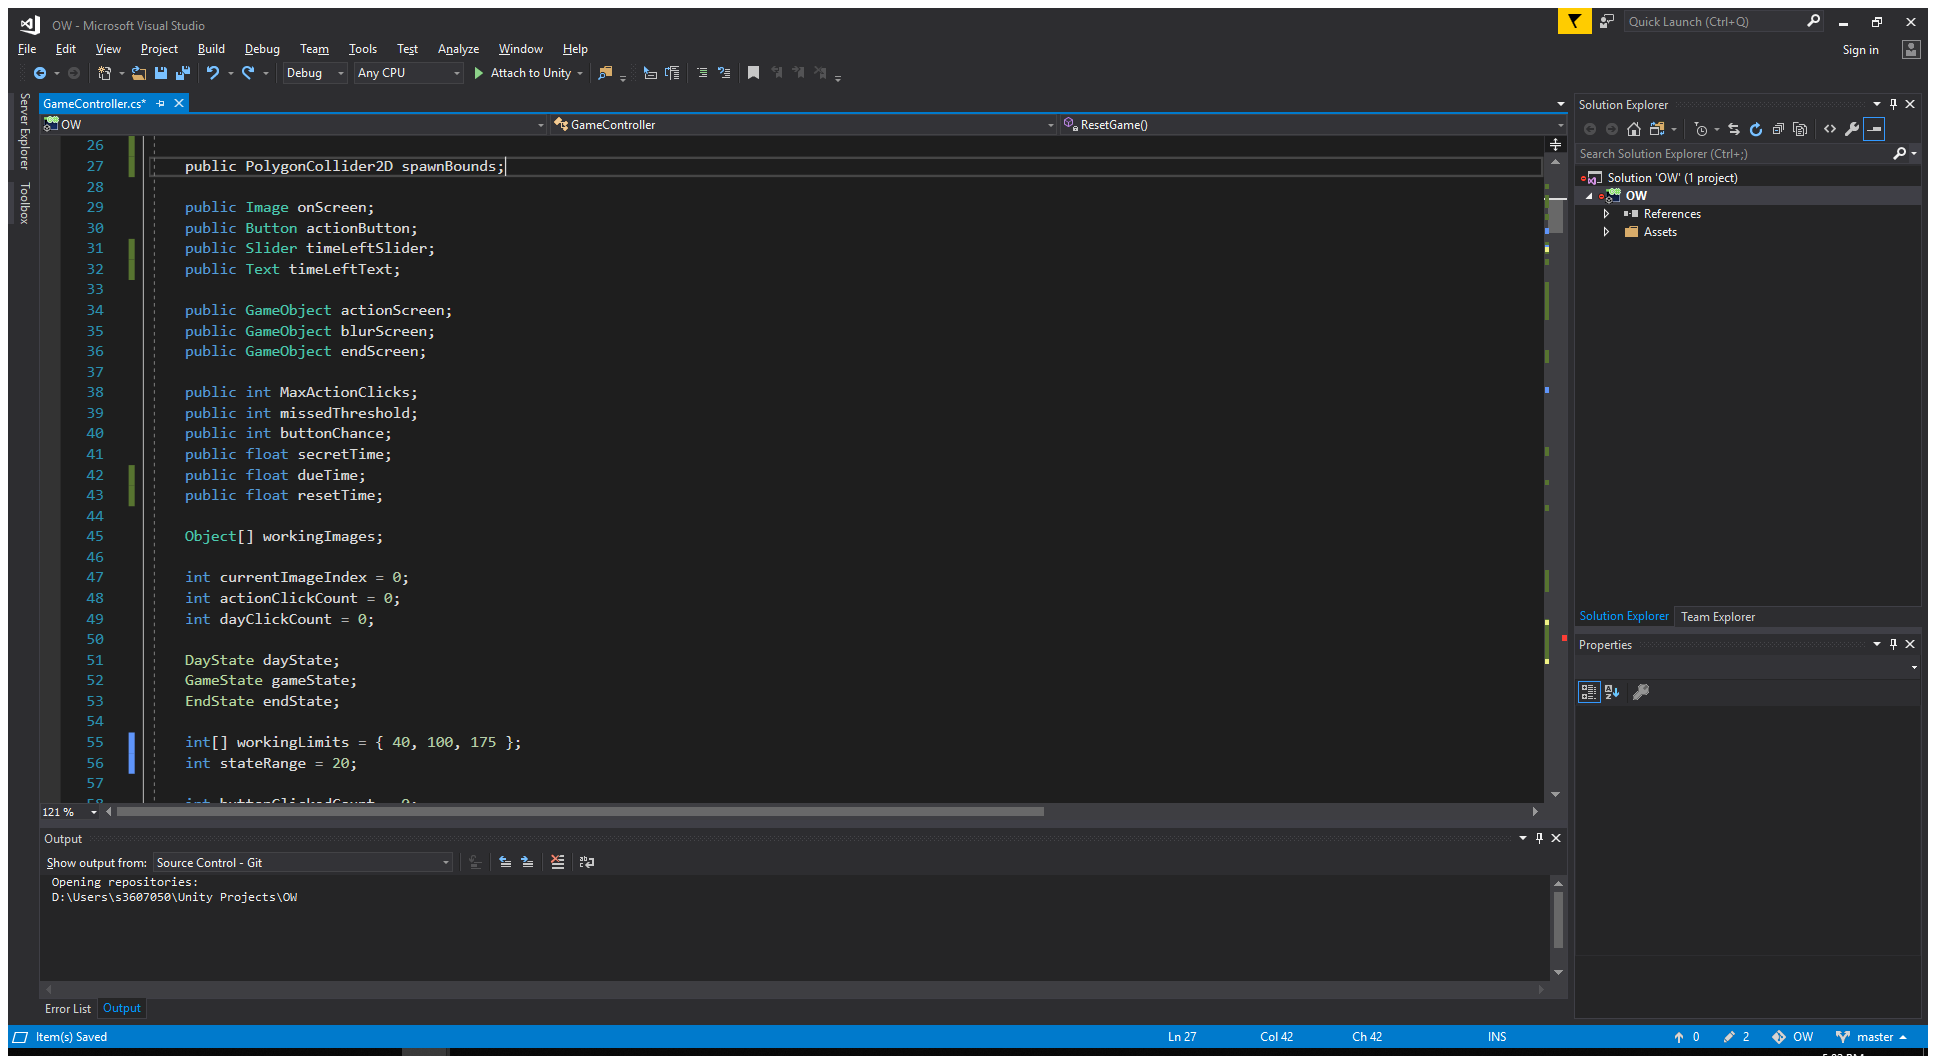 OW - Microsoft Visual Studio
Quick Launch (Ctrl+Q)
File Edit View Project Build Debug Team Tools Test Analyze Window Help
Sign in
Debug Any CPU Attach to Unity
Server Explorer
Toolbox
GameController.cs*
OW GameController ResetGame()
26
27 public PolygonCollider2D spawnBounds;
28
29 public Image onScreen;
30 public Button actionButton;
31 public Slider timeLeftSlider;
32 public Text timeLeftText;
33
34 public GameObject actionScreen;
35 public GameObject blurScreen;
36 public GameObject endScreen;
37
38 public int MaxActionClicks;
39 public int missedThreshold;
40 public int buttonChance;
41 public float secretTime;
42 public float dueTime;
43 public float resetTime;
44
45 Object[] workingImages;
46
47 int currentImageIndex = 0;
48 int actionClickCount = 0;
49 int dayClickCount = 0;
50
51 DayState dayState;
52 GameState gameState;
53 EndState endState;
54
55 int[] workingLimits = { 40, 100, 175 };
56 int stateRange = 20;
57
58 int buttonClickedCount = 0;
121 %
Output
Show output from: Source Control - Git
Opening repositories:
D:\Users\s3607050\Unity Projects\OW
Error List Output
Solution Explorer
Search Solution Explorer (Ctrl+;)
Solution 'OW' (1 project)
OW
References
Assets
Solution Explorer Team Explorer
Properties
Item(s) Saved Ln 27 Col 42 Ch 42 INS 0 2 OW master